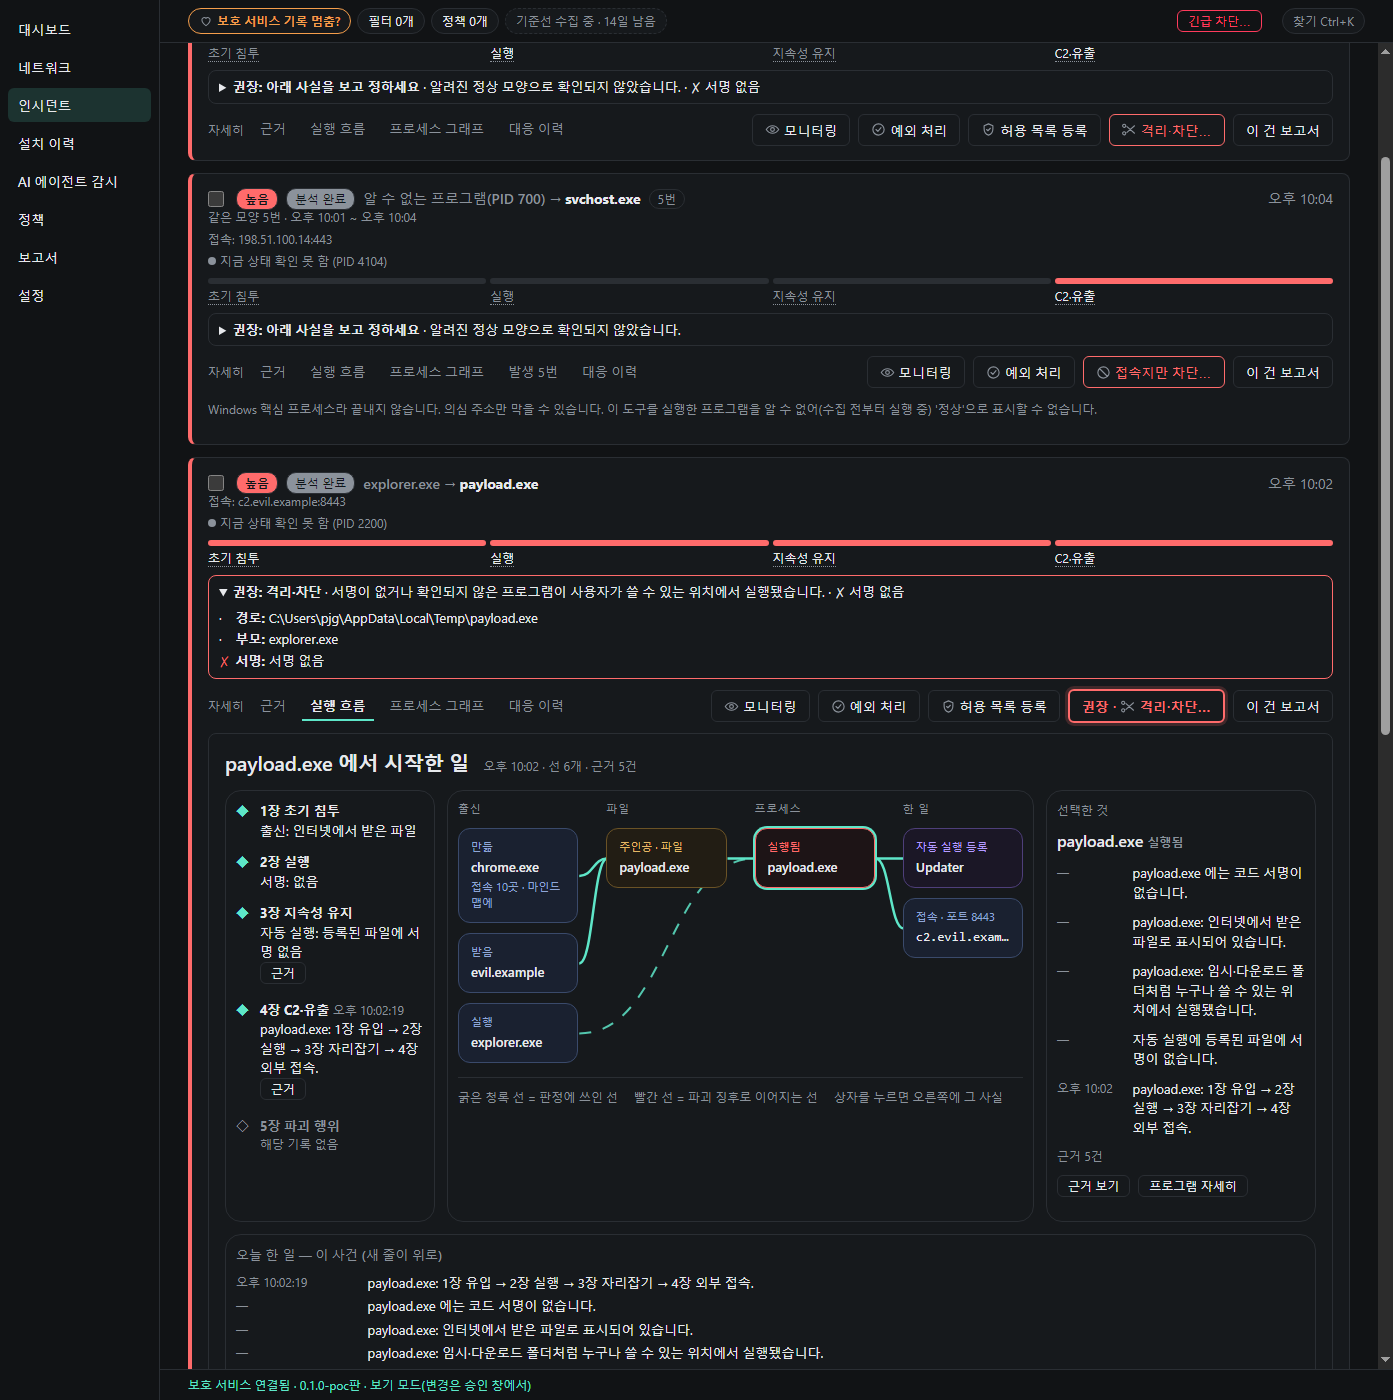 대시보드
네트워크
인시던트
설치 이력
AI 에이전트 감시
정책
보고서
설정
보호 서비스 기록 멈춤?
필터 0개
정책 0개
기준선 수집 중 · 14일 남음
긴급 차단...
찾기 Ctrl+K
초기 침투
실행
지속성 유지
C2·유출
▶ 권장: 아래 사실을 보고 정하세요 · 알려진 정상 모양으로 확인되지 않았습니다. · ✗ 서명 없음
자세히 근거 실행 흐름 프로세스 그래프 대응 이력
모니터링
예외 처리
허용 목록 등록
격리·차단...
이 건 보고서
높음 분석 완료 알 수 없는 프로그램(PID 700) → svchost.exe 5번
오후 10:04
같은 모양 5번 · 오후 10:01 ~ 오후 10:04
접속: 198.51.100.14:443
지금 상태 확인 못 함 (PID 4104)
초기 침투
실행
지속성 유지
C2·유출
▶ 권장: 아래 사실을 보고 정하세요 · 알려진 정상 모양으로 확인되지 않았습니다.
자세히 근거 실행 흐름 프로세스 그래프 발생 5번 대응 이력
모니터링
예외 처리
접속지만 차단...
이 건 보고서
Windows 핵심 프로세스라 끝내지 않습니다. 의심 주소만 막을 수 있습니다. 이 도구를 실행한 프로그램을 알 수 없어(수집 전부터 실행 중) '정상'으로 표시할 수 없습니다.
높음 분석 완료 explorer.exe → payload.exe
오후 10:02
접속: c2.evil.example:8443
지금 상태 확인 못 함 (PID 2200)
초기 침투
실행
지속성 유지
C2·유출
▼ 권장: 격리·차단 · 서명이 없거나 확인되지 않은 프로그램이 사용자가 쓸 수 있는 위치에서 실행됐습니다. · ✗ 서명 없음
· 경로: C:\Users\pjg\AppData\Local\Temp\payload.exe
· 부모: explorer.exe
✗ 서명: 서명 없음
자세히 근거 실행 흐름 프로세스 그래프 대응 이력
모니터링
예외 처리
허용 목록 등록
권장 · 격리·차단...
이 건 보고서
payload.exe 에서 시작한 일 오후 10:02 · 선 6개 · 근거 5건
1장 초기 침투
출신: 인터넷에서 받은 파일
2장 실행
서명: 없음
3장 지속성 유지
자동 실행: 등록된 파일에 서
명 없음
근거
4장 C2·유출 오후 10:02:19
payload.exe: 1장 유입 → 2장
실행 → 3장 자리잡기 → 4장
외부 접속.
근거
5장 파괴 행위
해당 기록 없음
출신
파일
프로세스
한 일
만듦
chrome.exe
접속 10곳 · 마인드
맵에
받음
evil.example
실행
explorer.exe
주인공 · 파일
payload.exe
실행됨
payload.exe
자동 실행 등록
Updater
접속 · 포트 8443
c2.evil.exam…
굵은 청록 선 = 판정에 쓰인 선 빨간 선 = 파괴 징후로 이어지는 선 상자를 누르면 오른쪽에 그 사실
선택한 것
payload.exe 실행됨
— payload.exe 에는 코드 서명이
없습니다.
— payload.exe: 인터넷에서 받은
파일로 표시되어 있습니다.
— payload.exe: 임시·다운로드 폴
더처럼 누구나 쓸 수 있는 위
치에서 실행됐습니다.
— 자동 실행에 등록된 파일에 서
명이 없습니다.
오후 10:02 payload.exe: 1장 유입 → 2장
실행 → 3장 자리잡기 → 4장
외부 접속.
근거 5건
근거 보기
프로그램 자세히
오늘 한 일 — 이 사건 (새 줄이 위로)
오후 10:02:19 payload.exe: 1장 유입 → 2장 실행 → 3장 자리잡기 → 4장 외부 접속.
— payload.exe 에는 코드 서명이 없습니다.
— payload.exe: 인터넷에서 받은 파일로 표시되어 있습니다.
— payload.exe: 임시·다운로드 폴더처럼 누구나 쓸 수 있는 위치에서 실행됐습니다.
보호 서비스 연결됨 · 0.1.0-poc판 · 보기 모드(변경은 승인 창에서)